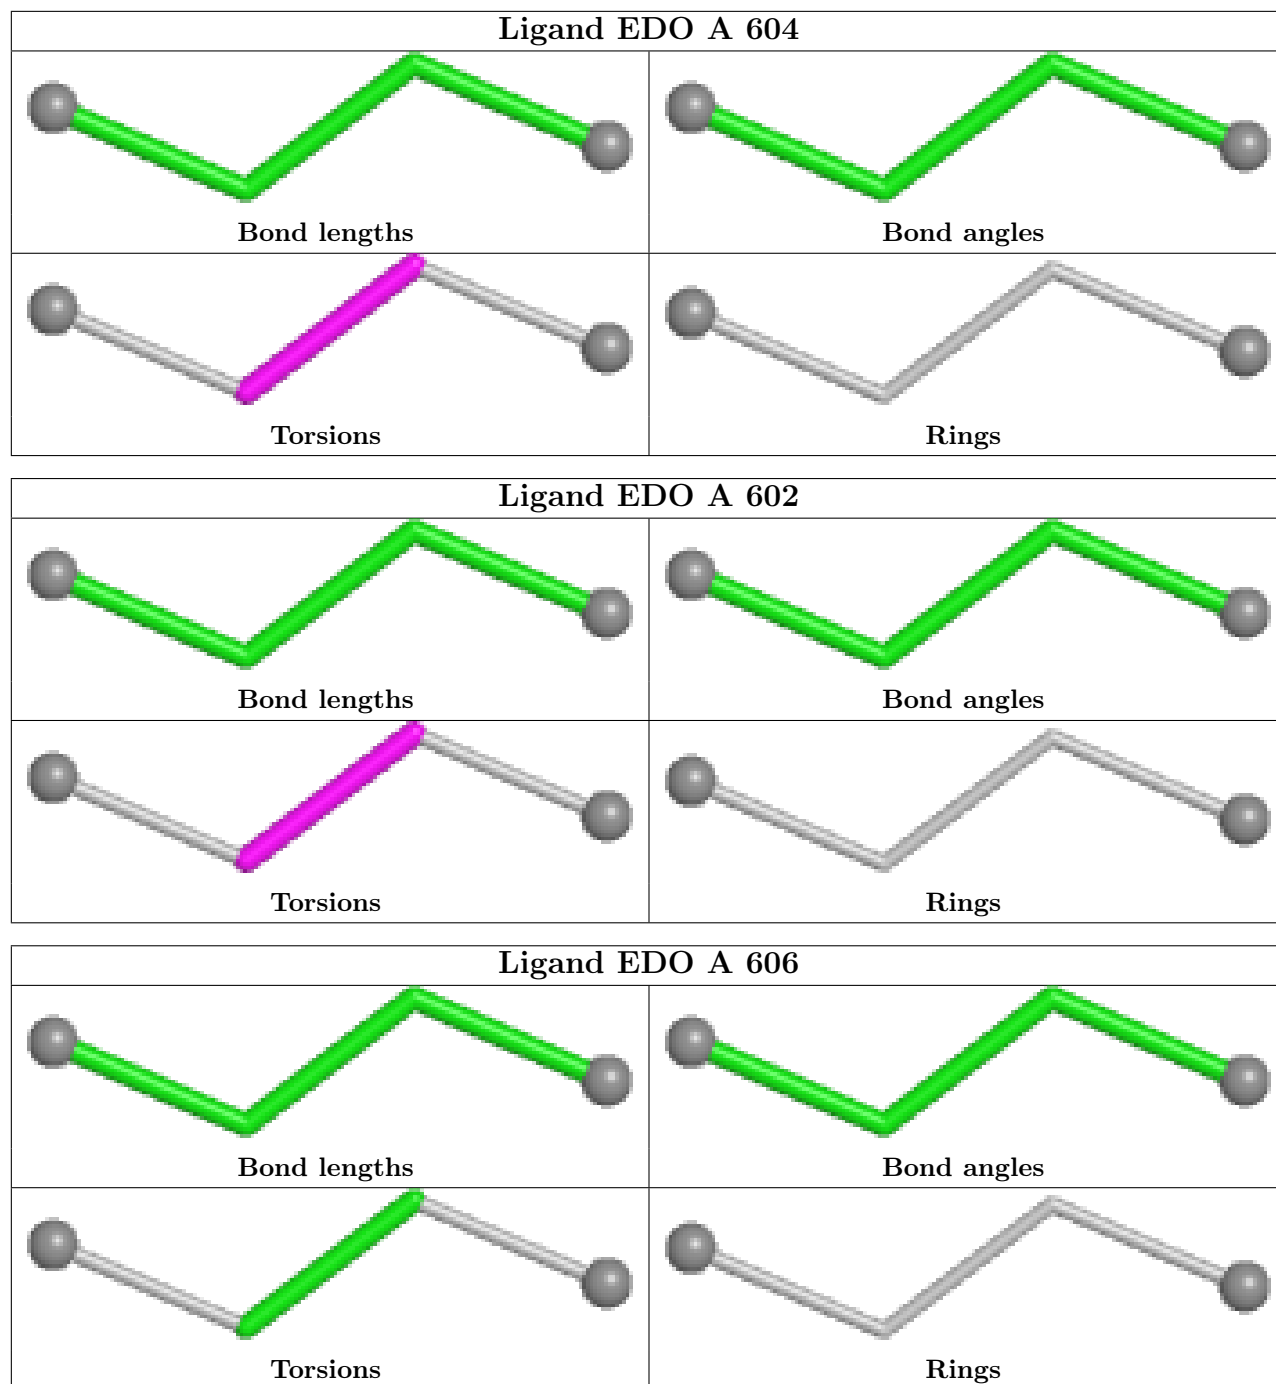 Ligand EDO A 604
Bond lengths
Bond angles
Torsions
Rings
Ligand EDO A 602
Bond lengths
Bond angles
Torsions
Rings
Ligand EDO A 606
Bond lengths
Bond angles
Torsions
Rings